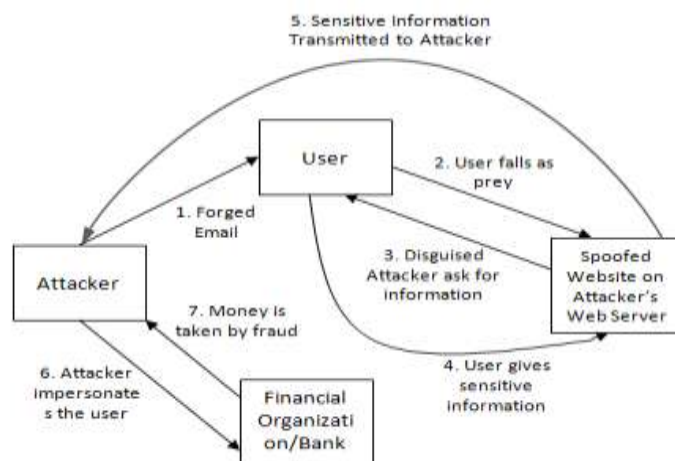 5. Sensitive Information
Transmitted to Attacker
User
2. User falls as
prey
1. Forged
Email
3. Disguised
Attacker ask for
information
Spoofed
Website on
Attacker's
Web Server
Attacker
7. Money is
taken by fraud
4. User gives
sensitive
information
6. Attacker
impersonate
s the user
Financial
Organizati
on/Bank